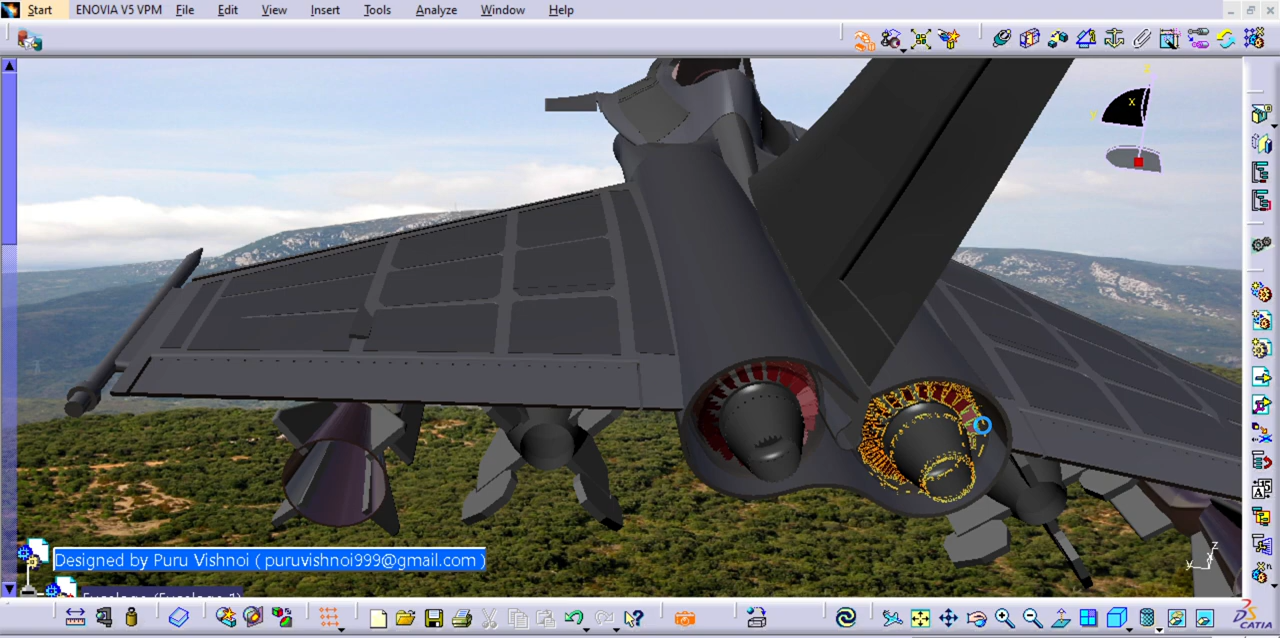 Start ENOVIA V5 VPM File Edit View Insert Tools Analyze Window Help
x
z
y
Designed by Puru Vishnoi ( puruvishnoi999@gmail.com )
CATIA